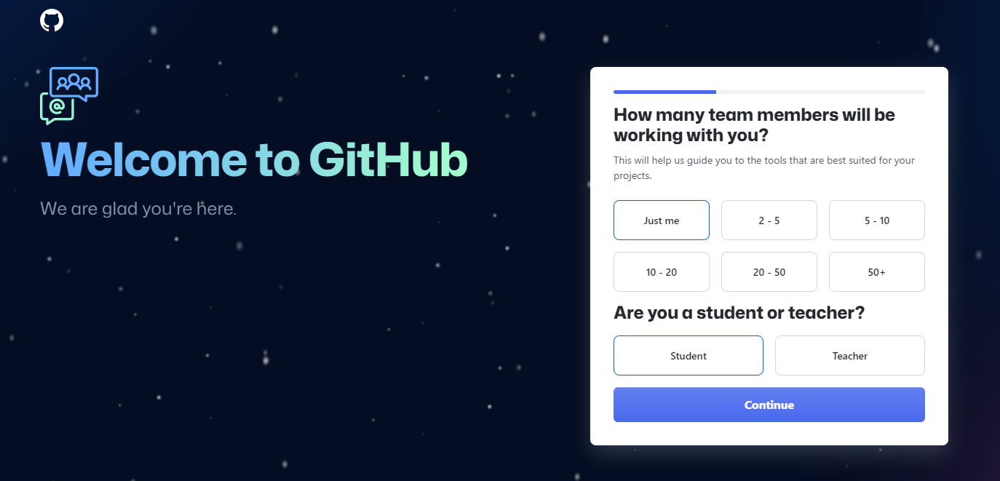 Welcome to GitHub
We are glad you're here.
How many team members will be
working with you?
This will help us guide you to the tools that are best suited for your
projects.
Just me
2 - 5
5 - 10
10 - 20
20 - 50
50+
Are you a student or teacher?
Student
Teacher
Continue